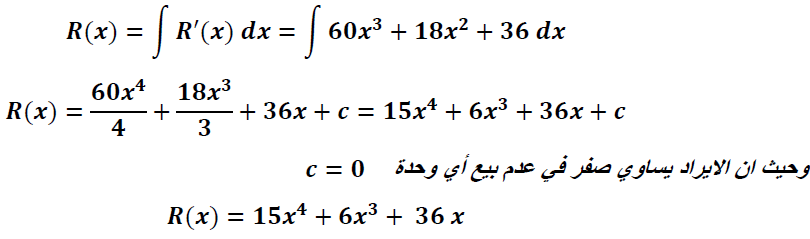 R(x) = ∫ R′(x) dx = ∫ 60x³ + 18x² + 36 dx
R(x) = 60x⁴/4 + 18x³/3 + 36x + c = 15x⁴ + 6x³ + 36x + c
وحيث ان الايراد يساوي صفر في عدم بيع أي وحدة c = 0
R(x) = 15x⁴ + 6x³ + 36 x